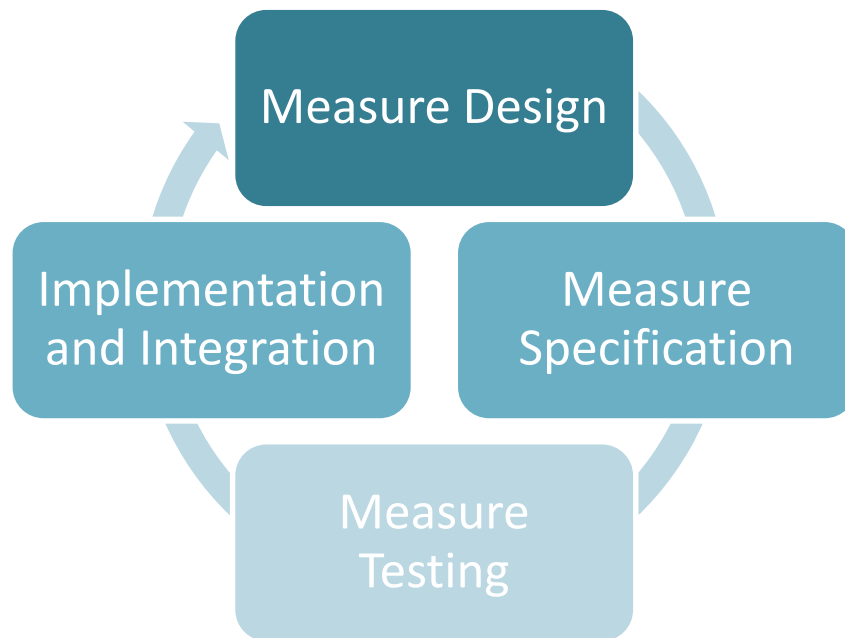 Measure Design
Implementation
and Integration
Measure
Specification
Measure
Testing